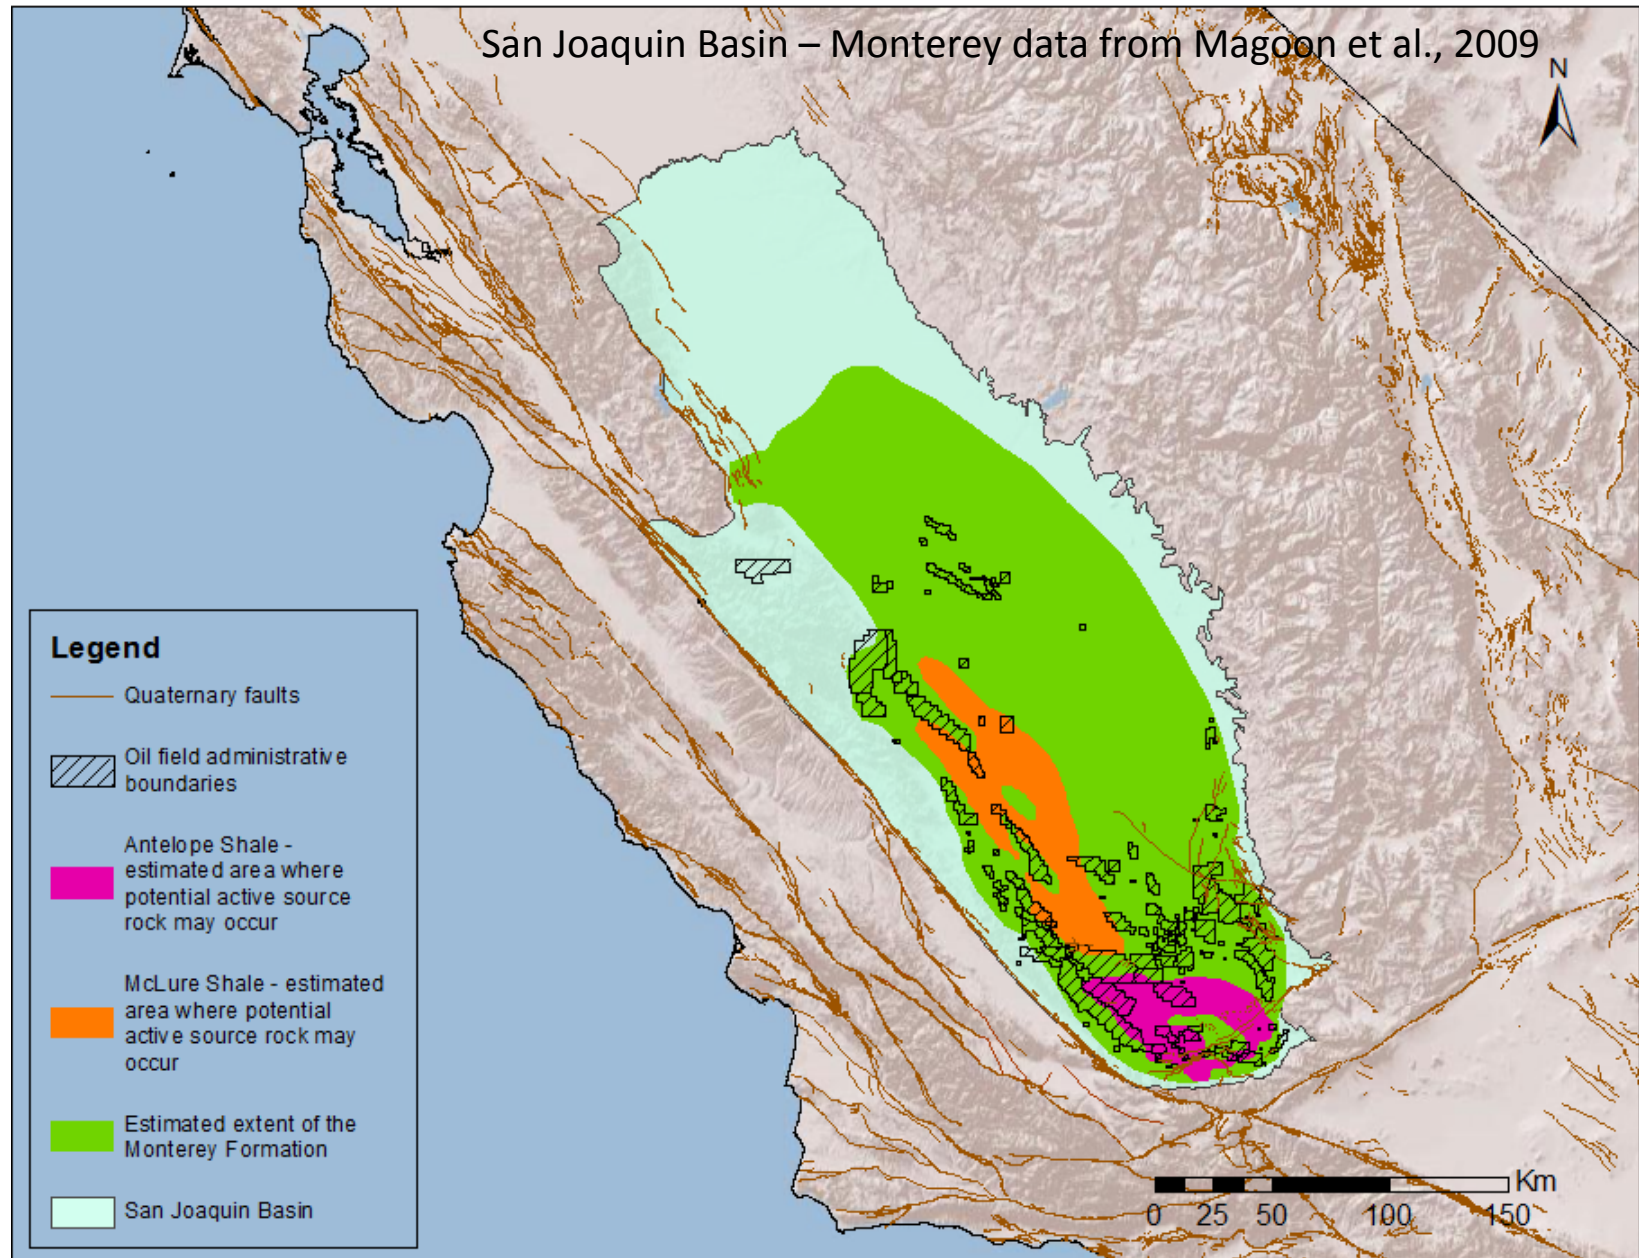 San Joaquin Basin – Monterey data from Magoon et al., 2009
N
Legend
Quaternary faults
Oil field administrative
boundaries
Antelope Shale -
estimated area where
potential active source
rock may occur
McLure Shale - estimated
area where potential
active source rock may
occur
Estimated extent of the
Monterey Formation
San Joaquin Basin
Km
0 25 50 100 150